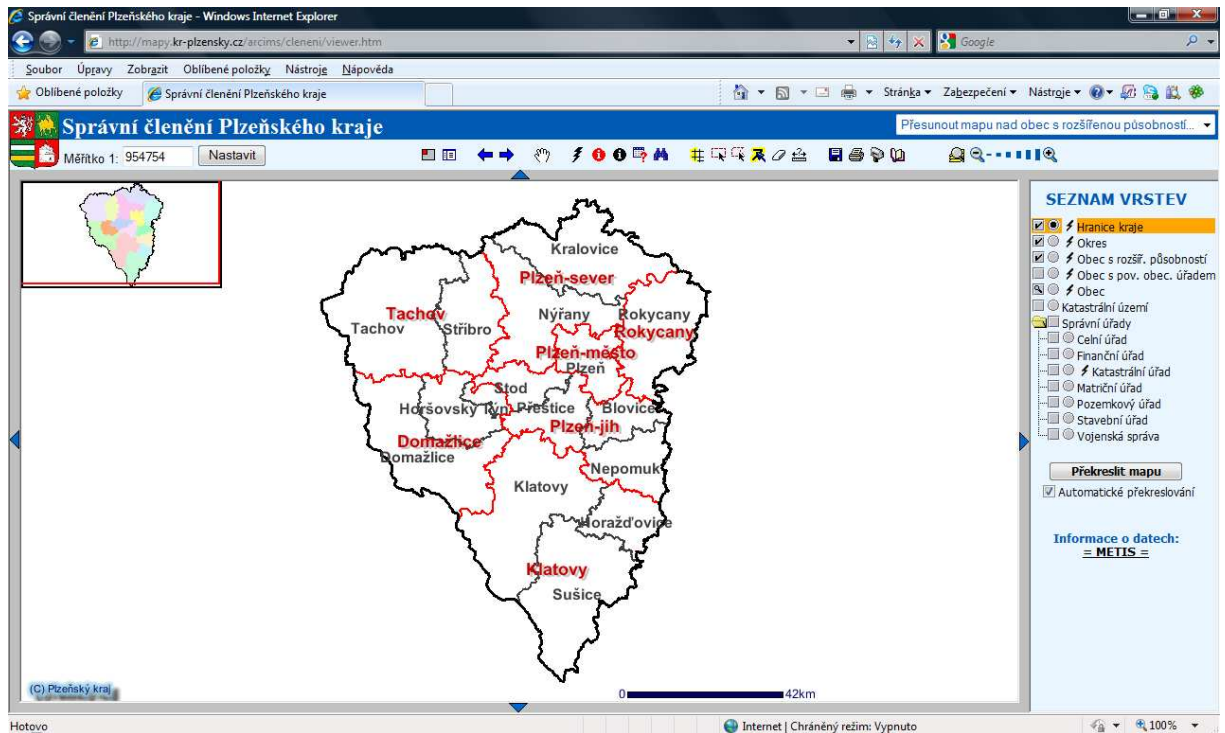 Správní členění Plzeňského kraje - Windows Internet Explorer
http://mapy.kr-plzensky.cz/arcims/cleneni/viewer.htm
Google
Soubor Úpravy Zobrazit Oblíbené položky Nástroje Nápověda
Oblíbené položky
Správní členění Plzeňského kraje
Stránka
Zabezpečení
Nástroje
Správní členění Plzeňského kraje
Přesunout mapu nad obec s rozšířenou působností...
Měřítko 1: 954754 Nastavit
SEZNAM VRSTEV
Hranice kraje
Okres
Obec s rozšíř. působností
Obec s pov. obec. úřadem
Obec
Katastrální území
Správní úřady
Celní úřad
Finanční úřad
Katastrální úřad
Matriční úřad
Pozemkový úřad
Stavební úřad
Vojenská správa
Překreslit mapu
Automatické překreslování
Informace o datech:
= METIS =
Kralovice
Plzeň-sever
Tachov
Nýřany
Rokycany
Tachov
Stříbro
Rokycany
Plzeň-město
Plzeň
Stod
Horšovský Týn
Přeštice
Blovice
Plzeň-jih
Domažlice
Domažlice
Nepomuk
Klatovy
Horažďovice
Klatovy
Sušice
(C) Plzeňský kraj
0 42km
Hotovo
Internet | Chráněný režim: Vypnuto
100%